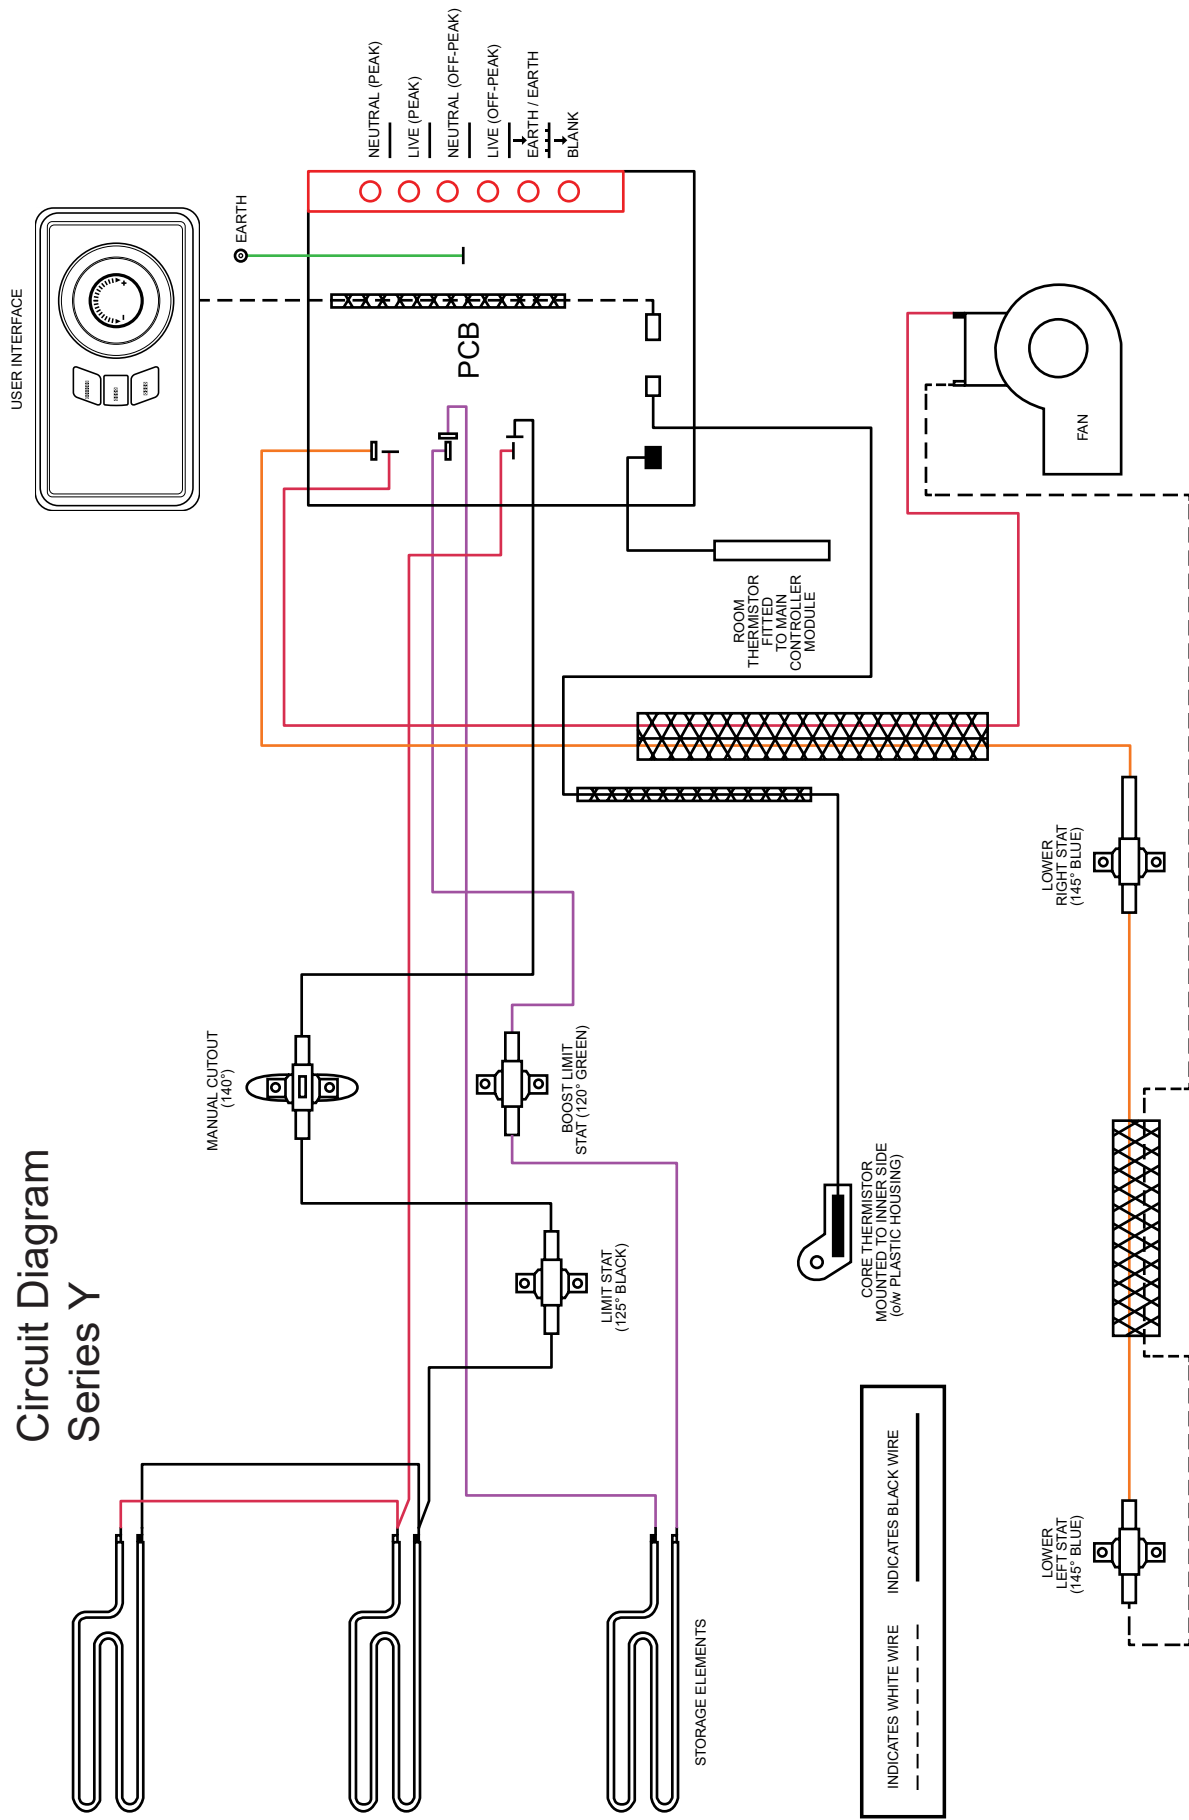 Circuit Diagram
Series Y
USER INTERFACE
EARTH
NEUTRAL (PEAK)
LIVE (PEAK)
NEUTRAL (OFF-PEAK)
LIVE (OFF-PEAK)
EARTH / EARTH
BLANK
PCB
MANUAL CUTOUT
(140°)
BOOST LIMIT
STAT (120° GREEN)
LIMIT STAT
(125° BLACK)
ROOM
THERMISTOR
FITTED
TO MAIN
CONTROLLER
MODULE
STORAGE ELEMENTS
CORE THERMISTOR
MOUNTED TO INNER SIDE
(o/w PLASTIC HOUSING)
FAN
LOWER
RIGHT STAT
(145° BLUE)
LOWER
LEFT STAT
(145° BLUE)
INDICATES WHITE WIRE
INDICATES BLACK WIRE